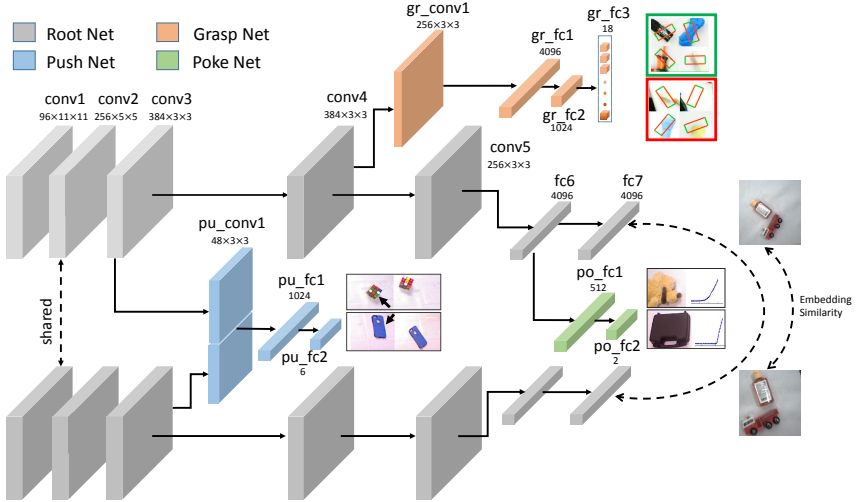 Root Net
Grasp Net
Push Net
Poke Net
gr_conv1
256×3×3
gr_fc1
4096
gr_fc2
1024
gr_fc3
18
conv1
96×11×11
conv2
256×5×5
conv3
384×3×3
conv4
384×3×3
conv5
256×3×3
fc6
4096
fc7
4096
pu_conv1
48×3×3
pu_fc1
1024
pu_fc2
6
po_fc1
512
po_fc2
2
shared
Embedding
Similarity